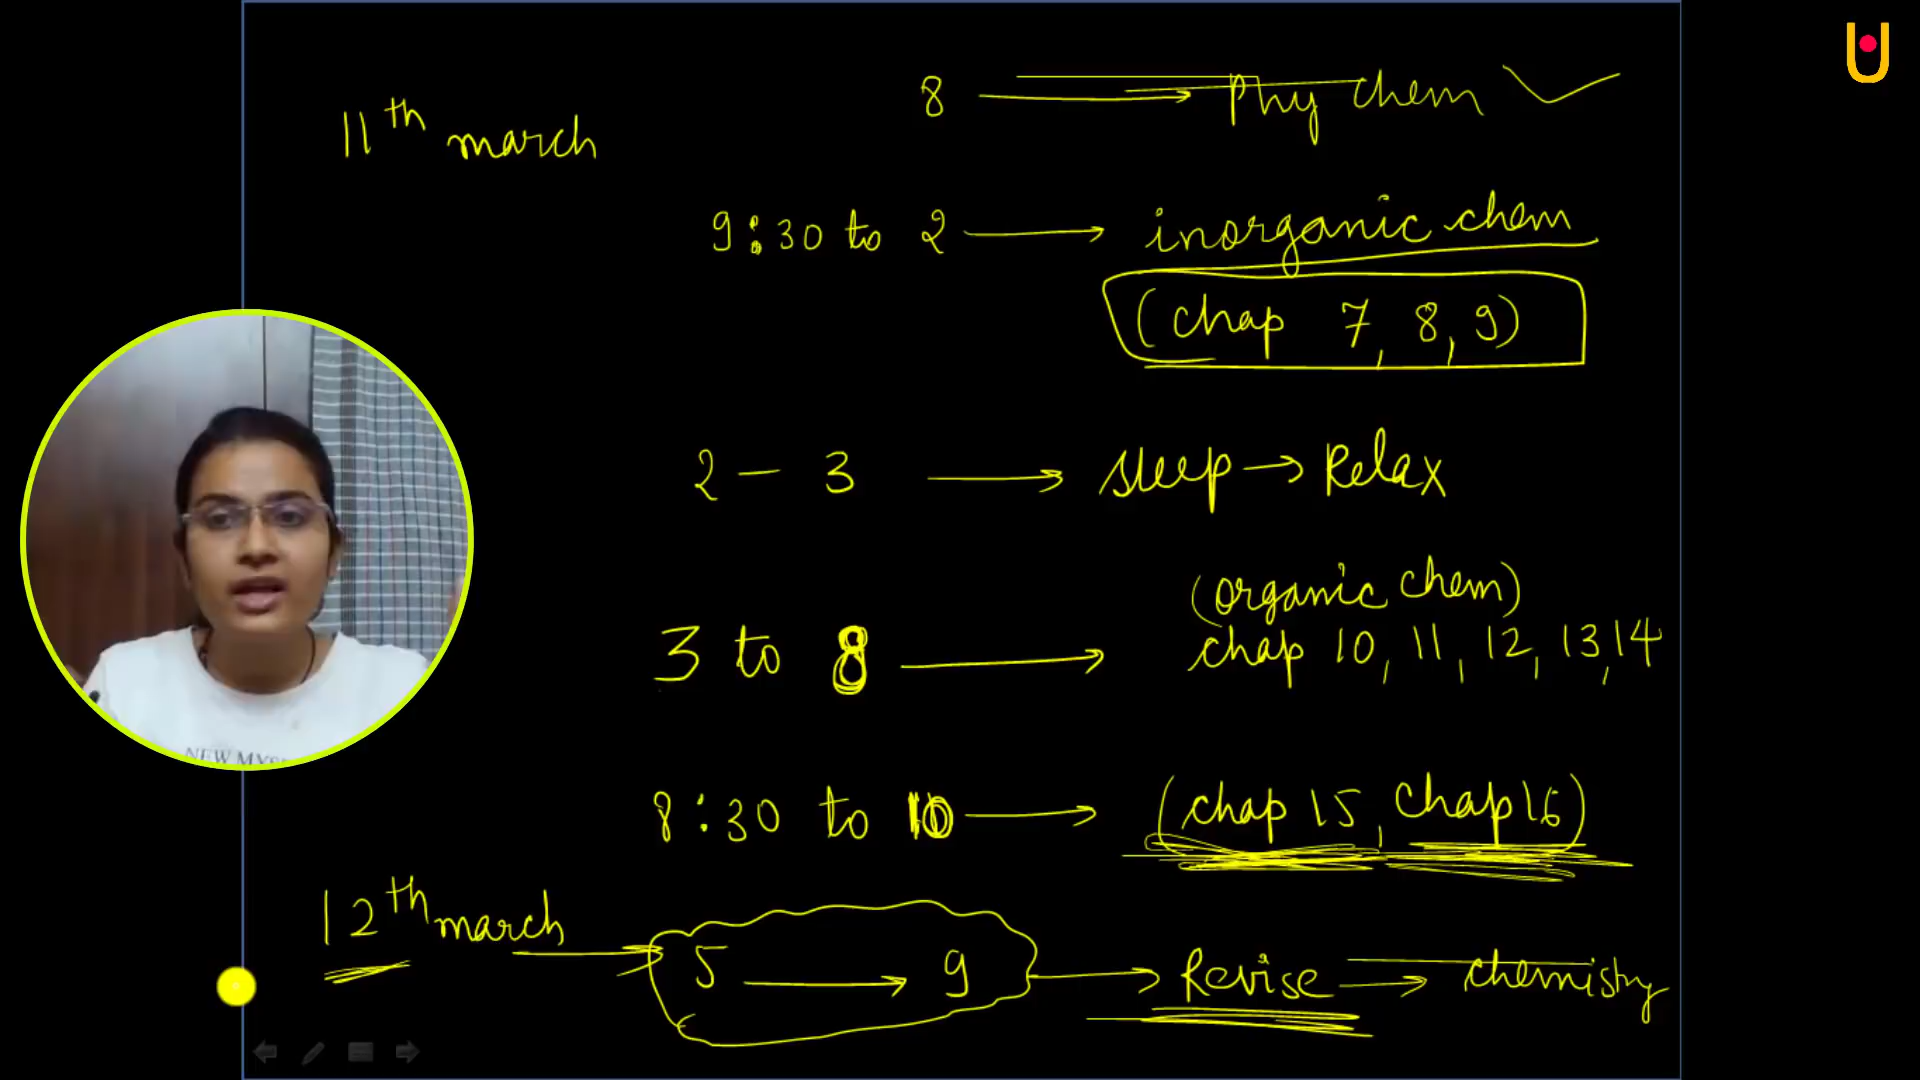 8 → Phy chem
11th march
9:30 to 2 → inorganic chem
(chap 7, 8, 9)
2 – 3 → sleep → Relax
(organic chem)
3 to 8 → chap 10, 11, 12, 13, 14
8:30 to 10 → (chap 15, chap 16)
12th march → 5 → 9 → Revise → chemistry
NEW